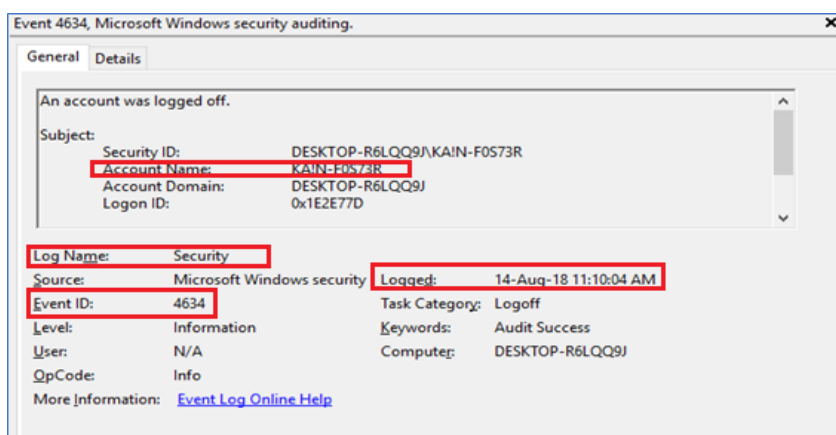 Event 4634, Microsoft Windows security auditing.
General Details
An account was logged off.
Subject:
Security ID: DESKTOP-R6LQQ9J\KA!N-F0S73R
Account Name: KA!N-F0S73R
Account Domain: DESKTOP-R6LQQ9J
Logon ID: 0x1E2E77D
Log Name: Security
Source: Microsoft Windows security Logged: 14-Aug-18 11:10:04 AM
Event ID: 4634 Task Category: Logoff
Level: Information Keywords: Audit Success
User: N/A Computer: DESKTOP-R6LQQ9J
OpCode: Info
More Information: Event Log Online Help